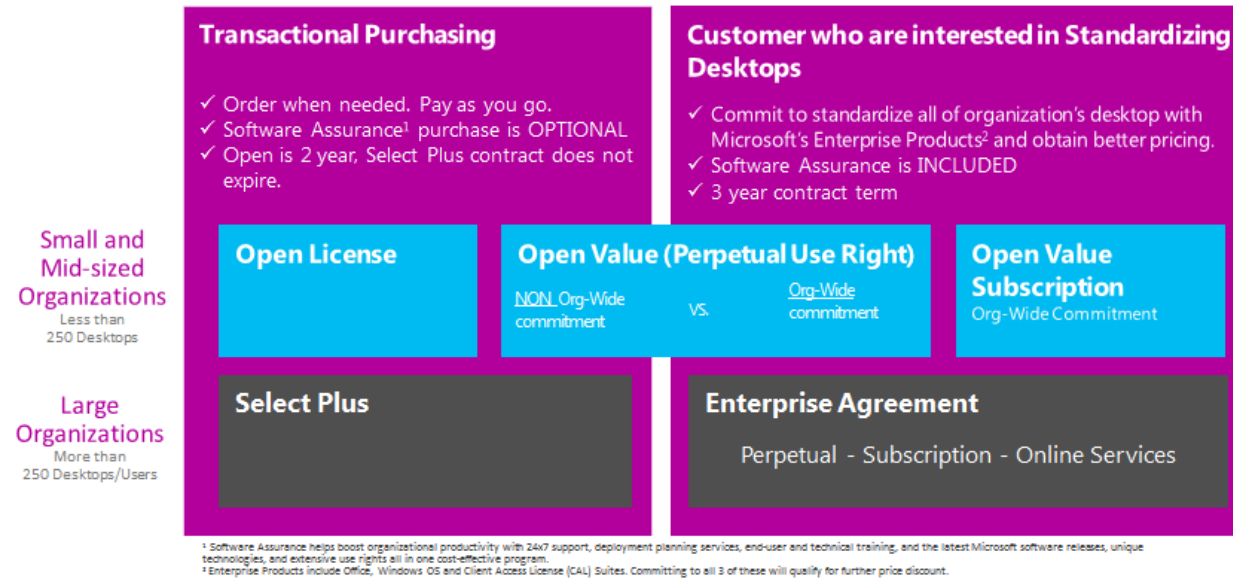 Transactional Purchasing
✓ Order when needed. Pay as you go.
✓ Software Assurance¹ purchase is OPTIONAL
✓ Open is 2 year, Select Plus contract does not
expire.
Customer who are interested in Standardizing
Desktops
✓ Commit to standardize all of organization's desktop with
Microsoft's Enterprise Products² and obtain better pricing.
✓ Software Assurance is INCLUDED
✓ 3 year contract term
Small and
Mid-sized
Organizations
Less than
250 Desktops
Open License
Open Value (Perpetual Use Right)
NON Org-Wide
commitment
VS.
Org-Wide
commitment
Open Value
Subscription
Org-Wide Commitment
Large
Organizations
More than
250 Desktops/Users
Select Plus
Enterprise Agreement
Perpetual - Subscription - Online Services
¹ Software Assurance helps boost organizational productivity with 24x7 support, deployment planning services, end-user and technical training, and the latest Microsoft software releases, unique
technologies, and extensive use rights all in one cost-effective program.
² Enterprise Products include Office, Windows OS and Client Access License (CAL) Suites. Committing to all 3 of these will qualify for further price discount.